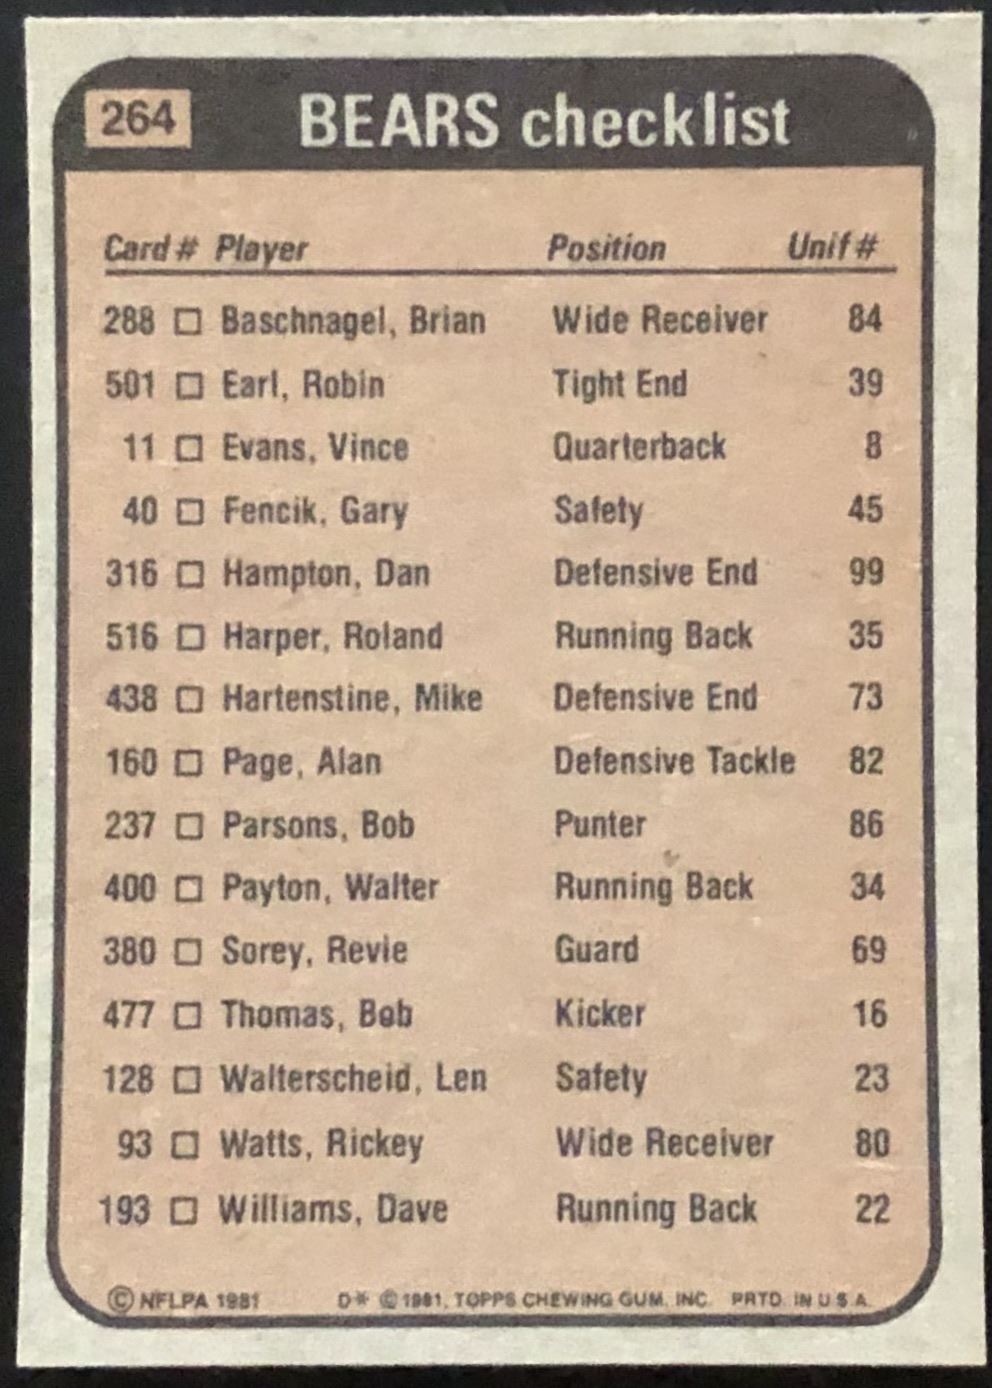 264 BEARS checklist
Card # Player Position Unif #
288 □ Baschnagel, Brian Wide Receiver 84
501 □ Earl, Robin Tight End 39
11 □ Evans, Vince Quarterback 8
40 □ Fencik, Gary Safety 45
316 □ Hampton, Dan Defensive End 99
516 □ Harper, Roland Running Back 35
438 □ Hartenstine, Mike Defensive End 73
160 □ Page, Alan Defensive Tackle 82
237 □ Parsons, Bob Punter 86
400 □ Payton, Walter Running Back 34
380 □ Sorey, Revie Guard 69
477 □ Thomas, Bob Kicker 16
128 □ Walterscheid, Len Safety 23
93 □ Watts, Rickey Wide Receiver 80
193 □ Williams, Dave Running Back 22
© NFLPA 1981 D* © 1981, TOPPS CHEWING GUM, INC. PRTD. IN U.S.A.